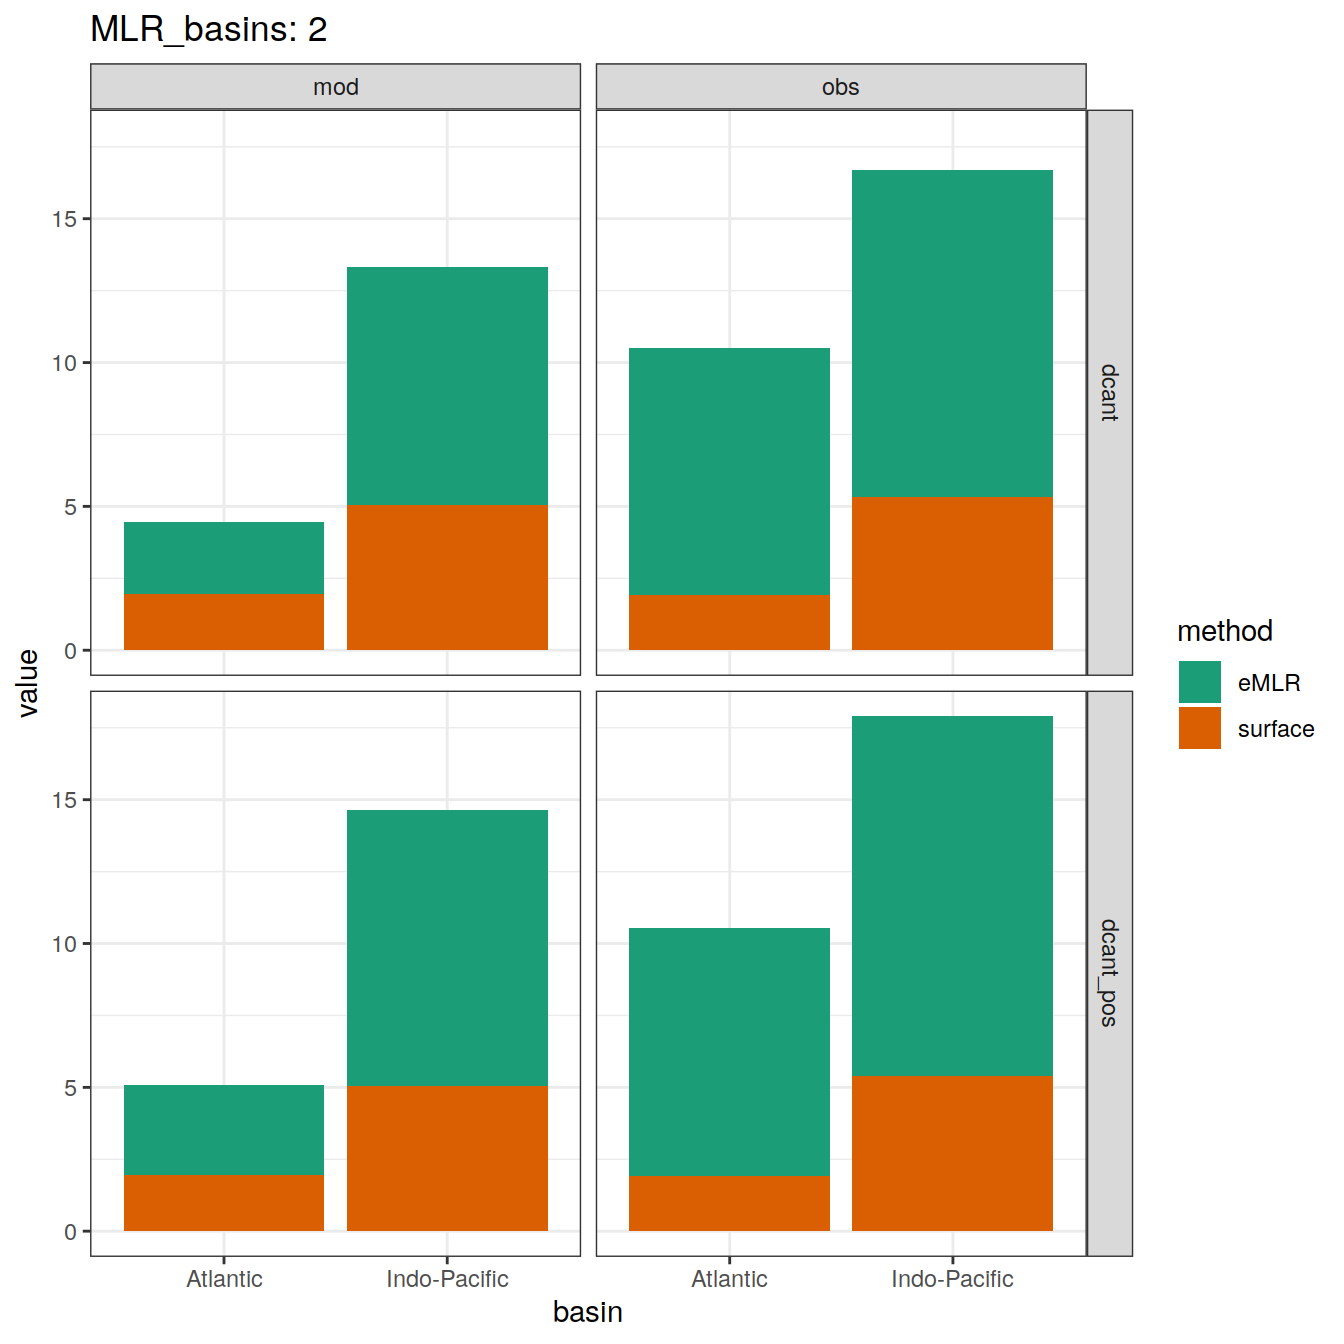 MLR_basins: 2
mod
obs
15
10
5
0
dcant
15
10
5
0
dcant_pos
value
Atlantic
Indo-Pacific
Atlantic
Indo-Pacific
basin
method
eMLR
surface